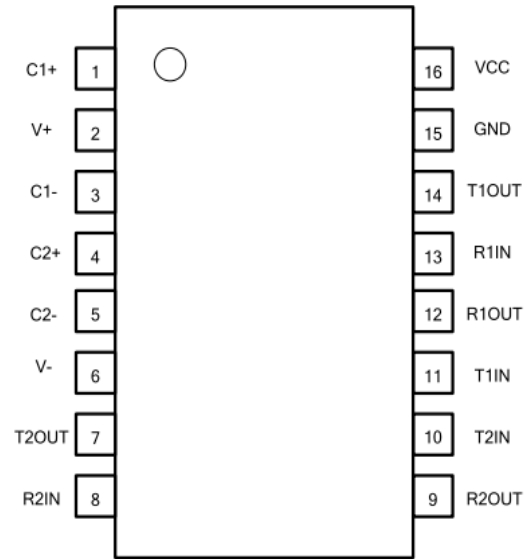 C1+ 1 16 VCC
V+ 2 15 GND
C1- 3 14 T1OUT
C2+ 4 13 R1IN
C2- 5 12 R1OUT
V- 6 11 T1IN
T2OUT 7 10 T2IN
R2IN 8 9 R2OUT